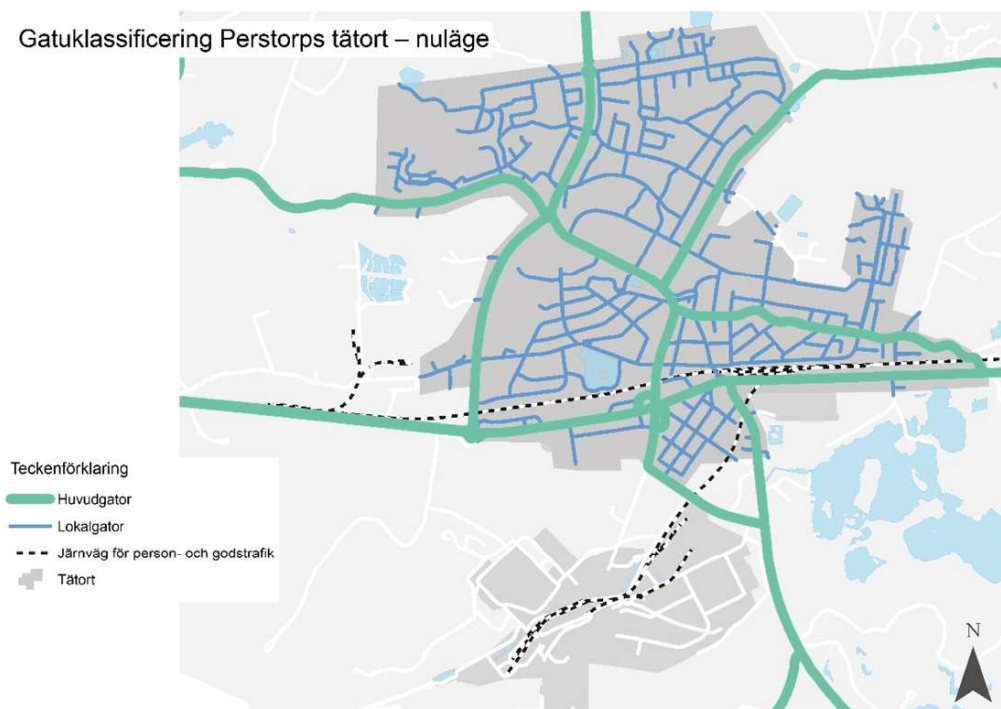 Gatuklassificering Perstorps tätort – nuläge
Teckenförklaring
Huvudgator
Lokalgator
Järnväg för person- och godstrafik
Tätort
N